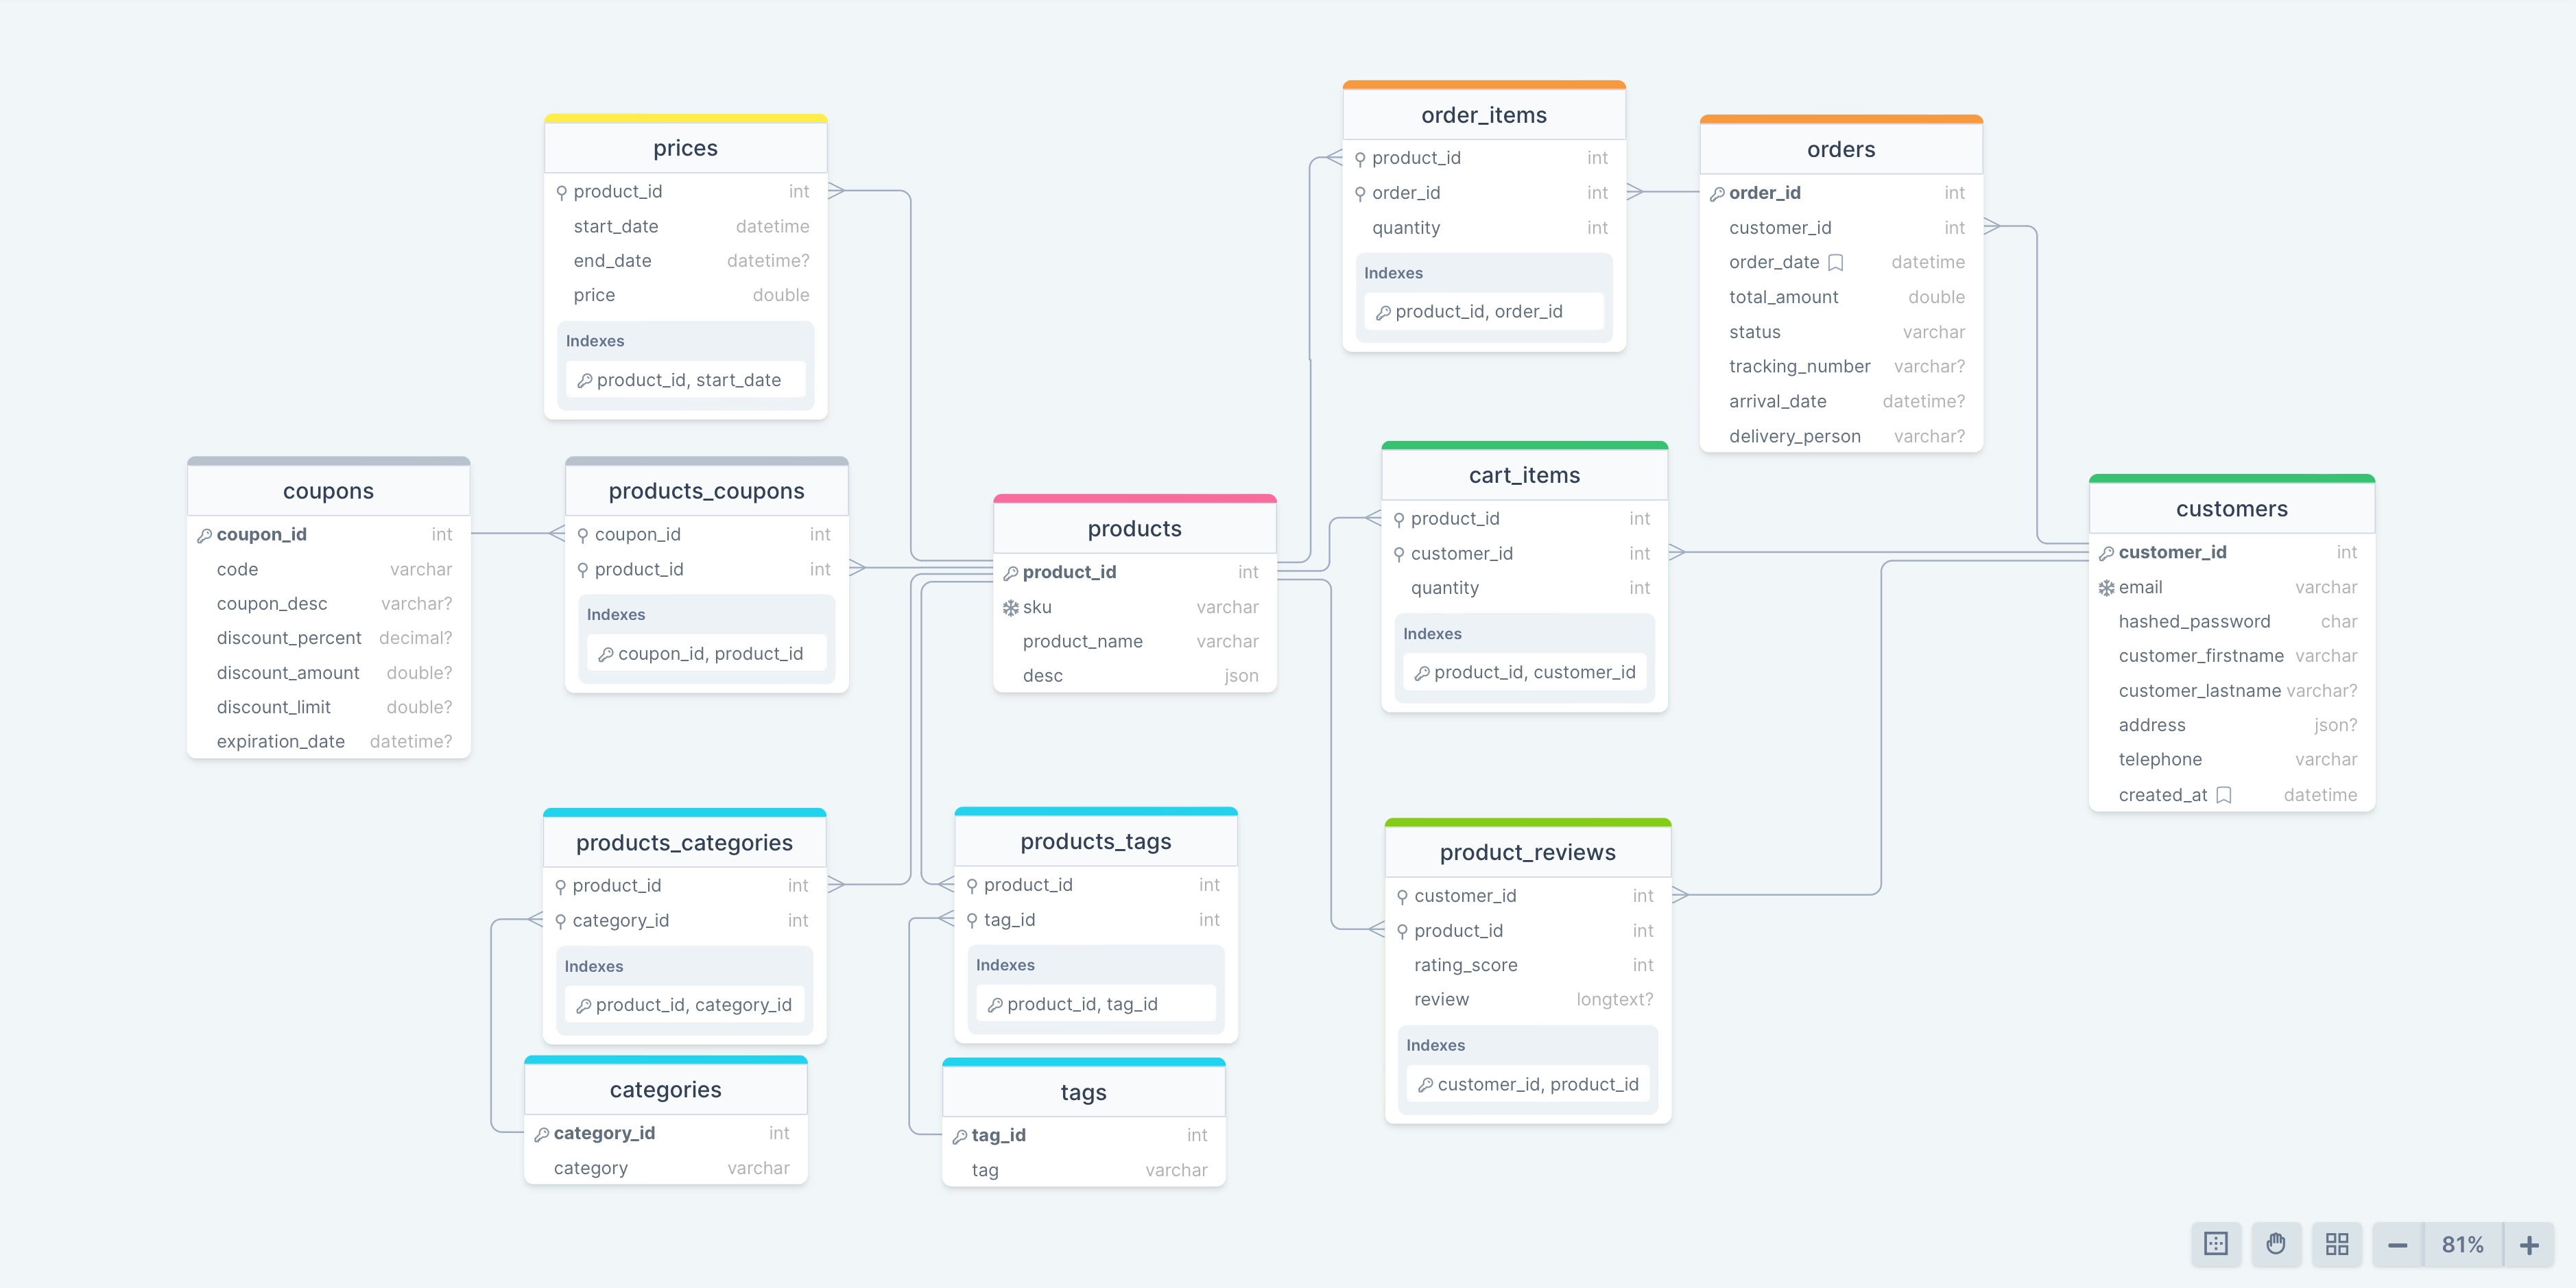 prices
product_id int
start_date datetime
end_date datetime?
price double
Indexes
product_id, start_date
order_items
product_id int
order_id int
quantity int
Indexes
product_id, order_id
orders
order_id int
customer_id int
order_date datetime
total_amount double
status varchar
tracking_number varchar?
arrival_date datetime?
delivery_person varchar?
coupons
coupon_id int
code varchar
coupon_desc varchar?
discount_percent decimal?
discount_amount double?
discount_limit double?
expiration_date datetime?
products_coupons
coupon_id int
product_id int
Indexes
coupon_id, product_id
products
product_id int
sku varchar
product_name varchar
desc json
cart_items
product_id int
customer_id int
quantity int
Indexes
product_id, customer_id
customers
customer_id int
email varchar
hashed_password char
customer_firstname varchar
customer_lastname varchar?
address json?
telephone varchar
created_at datetime
products_categories
product_id int
category_id int
Indexes
product_id, category_id
products_tags
product_id int
tag_id int
Indexes
product_id, tag_id
product_reviews
customer_id int
product_id int
rating_score int
review longtext?
Indexes
customer_id, product_id
categories
category_id int
category varchar
tags
tag_id int
tag varchar
81%